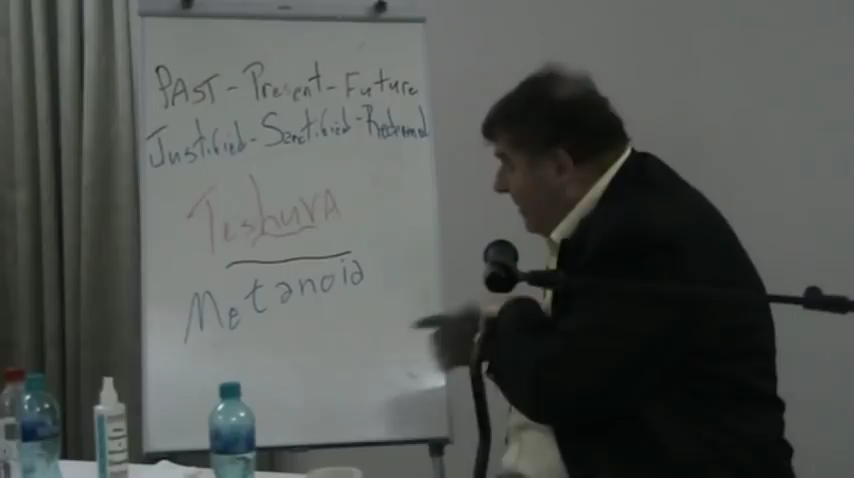 PAST - Present - Future
Justified - Sanctified - Redeemed
TeshuvA
Metanoia